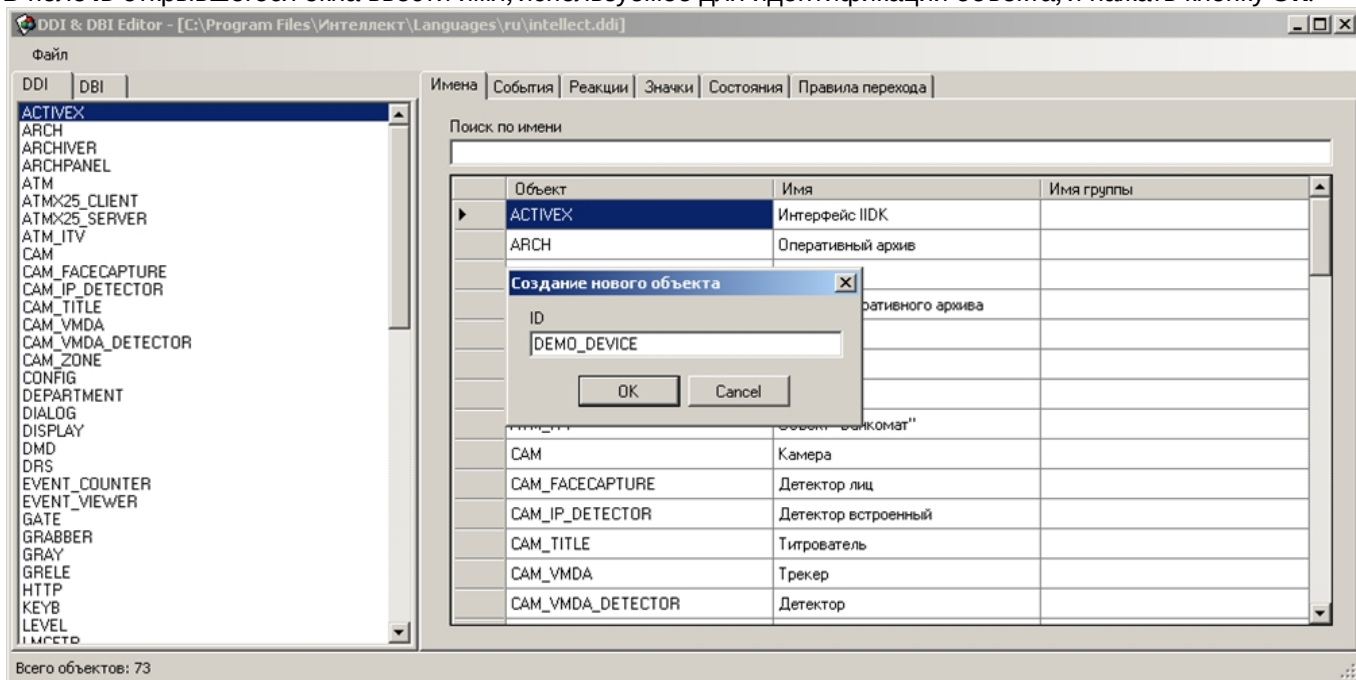 DDI & DBI Editor - [C:\Program Files\Интеллект\Languages\ru\intellect.ddi]
Файл
DDI DBI
Имена События Реакции Значки Состояния Правила перехода
ACTIVEX
ARCH
ARCHIVER
ARCHPANEL
ATM
ATMX25_CLIENT
ATMX25_SERVER
ATM_ITV
CAM
CAM_FACECAPTURE
CAM_IP_DETECTOR
CAM_TITLE
CAM_VMDA
CAM_VMDA_DETECTOR
CAM_ZONE
CONFIG
DEPARTMENT
DIALOG
DISPLAY
DMD
DRS
EVENT_COUNTER
EVENT_VIEWER
GATE
GRABBER
GRAY
GRELE
HTTP
KEYB
LEVEL
Поиск по имени
Объект Имя Имя группы
ACTIVEX Интерфейс IIDK
ARCH Оперативный архив
Создание нового объекта
ID
DEMO_DEVICE
OK Cancel
CAM Камера
CAM_FACECAPTURE Детектор лиц
CAM_IP_DETECTOR Детектор встроенный
CAM_TITLE Титрователь
CAM_VMDA Трекер
CAM_VMDA_DETECTOR Детектор
Всего объектов: 73